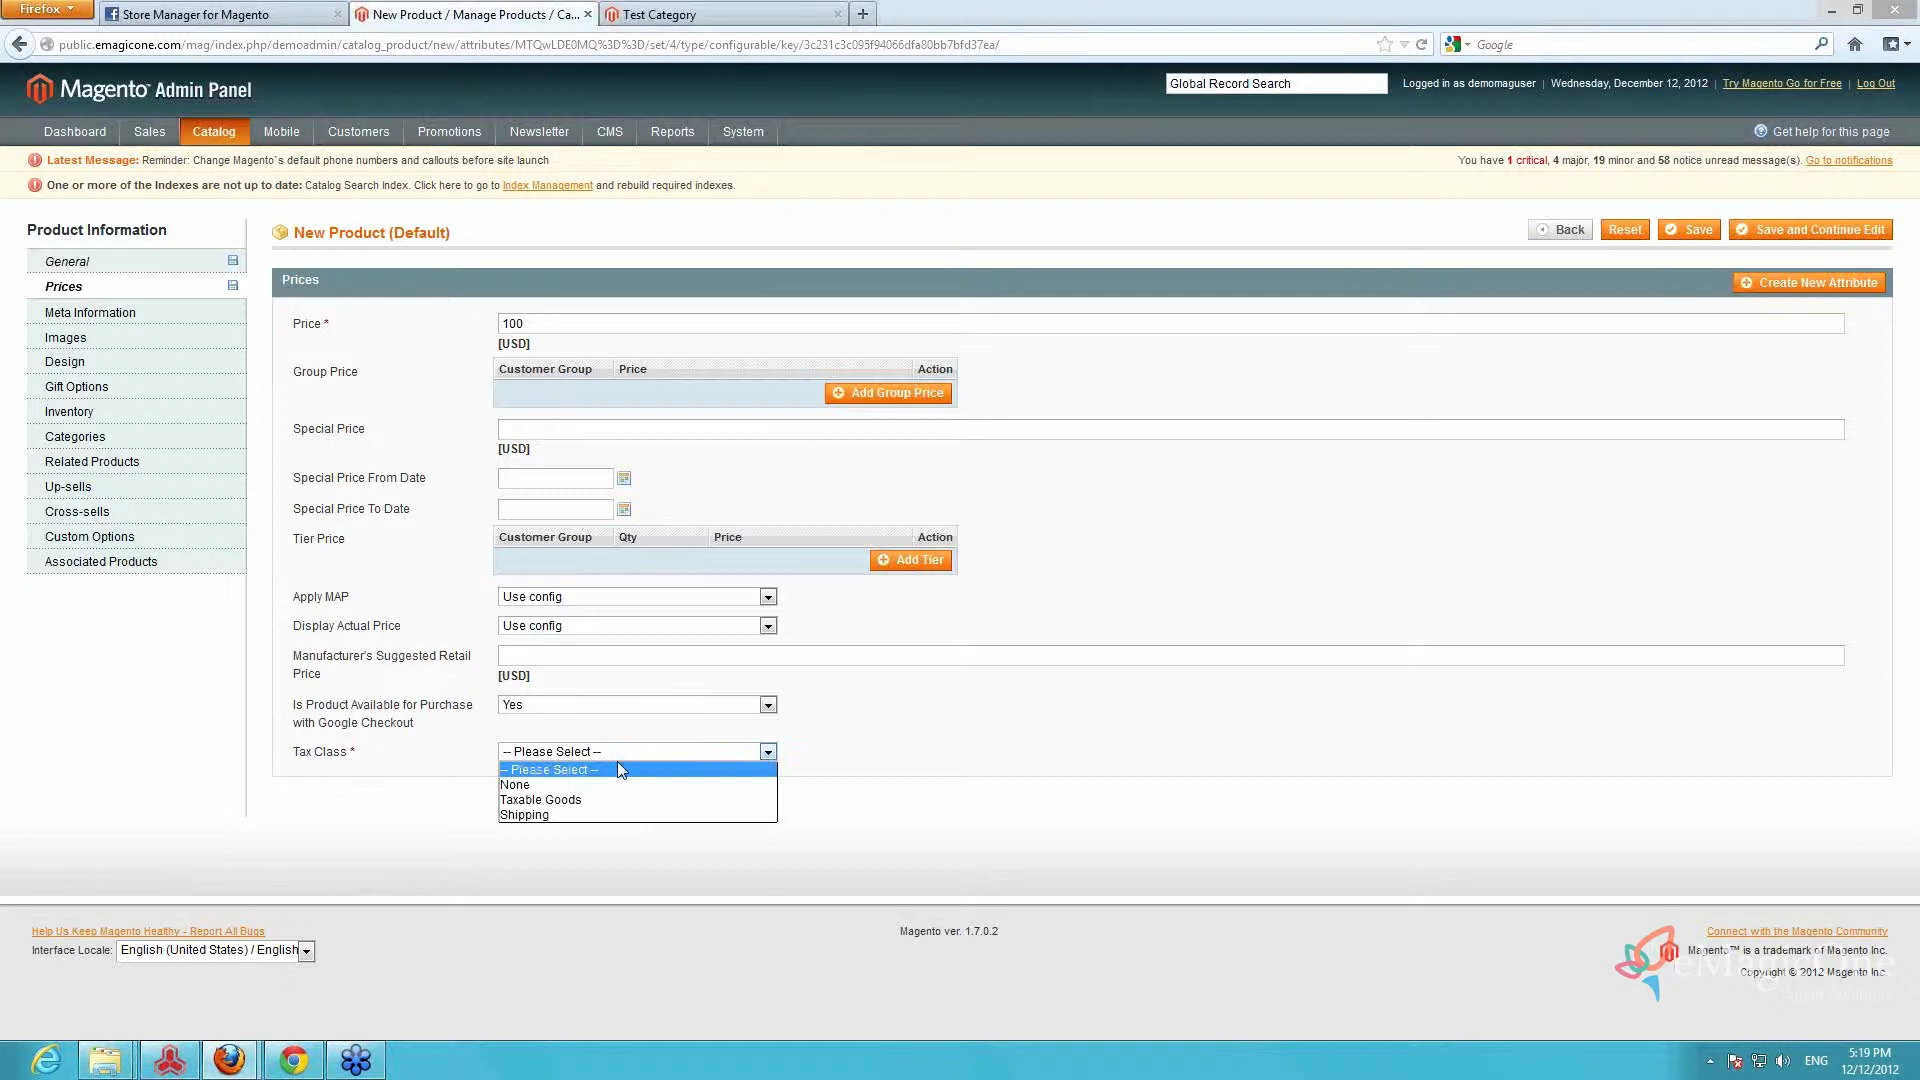 Firefox
Store Manager for Magento
New Product / Manage Products / Ca...
Test Category
public.emagicone.com/mag/index.php/demoadmin/catalog_product/new/attributes/MTQwLDE0MQ%3D%3D/set/4/type/configurable/key/3c231c3c095f94066dfa80bb7bfd37ea/
Google
Magento Admin Panel
Global Record Search
Logged in as demomaguser | Wednesday, December 12, 2012 | Try Magento Go for Free | Log Out
Dashboard Sales Catalog Mobile Customers Promotions Newsletter CMS Reports System
Get help for this page
Latest Message: Reminder: Change Magento`s default phone numbers and callouts before site launch
You have 1 critical, 4 major, 19 minor and 58 notice unread message(s). Go to notifications
One or more of the Indexes are not up to date: Catalog Search Index. Click here to go to Index Management and rebuild required indexes.
Product Information
General
Prices
Meta Information
Images
Design
Gift Options
Inventory
Categories
Related Products
Up-sells
Cross-sells
Custom Options
Associated Products
New Product (Default)
Back Reset Save Save and Continue Edit
Prices
Create New Attribute
Price *
100
[USD]
Group Price
Customer Group Price Action
Add Group Price
Special Price
[USD]
Special Price From Date
Special Price To Date
Tier Price
Customer Group Qty Price Action
Add Tier
Apply MAP
Use config
Display Actual Price
Use config
Manufacturer's Suggested Retail
Price
[USD]
Is Product Available for Purchase
with Google Checkout
Yes
Tax Class *
-- Please Select --
-- Please Select --
None
Taxable Goods
Shipping
Help Us Keep Magento Healthy - Report All Bugs
Interface Locale: English (United States) / English
Magento ver. 1.7.0.2
Connect with the Magento Community
Magento™ is a trademark of Magento Inc.
Copyright © 2012 Magento Inc.
eMagicOne
ENG
5:19 PM
12/12/2012